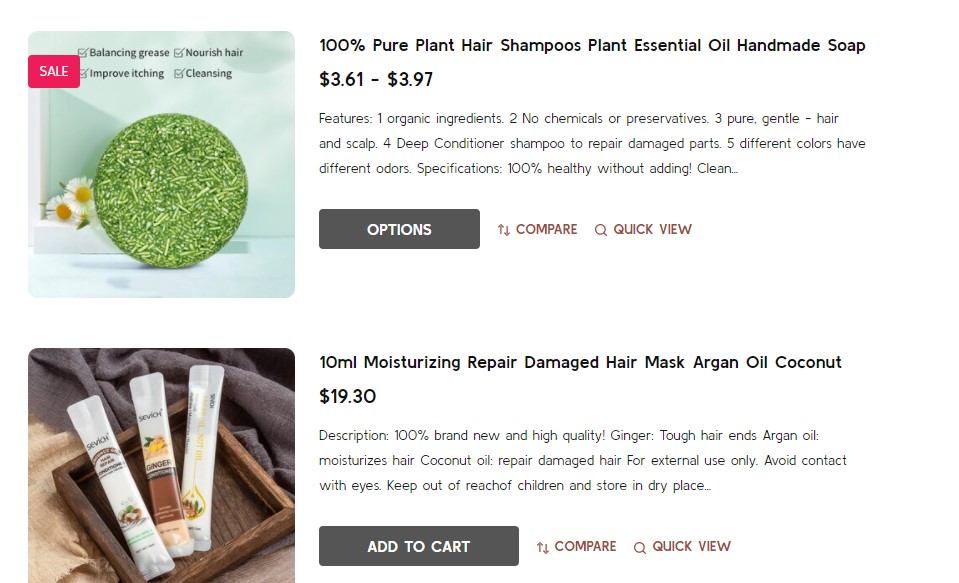 Balancing grease Nourish hair
SALE
Improve itching Cleansing
100% Pure Plant Hair Shampoos Plant Essential Oil Handmade Soap
$3.61 - $3.97
Features: 1 organic ingredients. 2 No chemicals or preservatives. 3 pure, gentle - hair
and scalp. 4 Deep Conditioner shampoo to repair damaged parts. 5 different colors have
different odors. Specifications: 100% healthy without adding! Clean...
OPTIONS COMPARE QUICK VIEW
SEVICH
SEVICH
HAIR
REPAIR
CONDITIONER
GINGER
10ml Moisturizing Repair Damaged Hair Mask Argan Oil Coconut
$19.30
Description: 100% brand new and high quality! Ginger: Tough hair ends Argan oil:
moisturizes hair Coconut oil: repair damaged hair For external use only. Avoid contact
with eyes. Keep out of reachof children and store in dry place...
ADD TO CART COMPARE QUICK VIEW